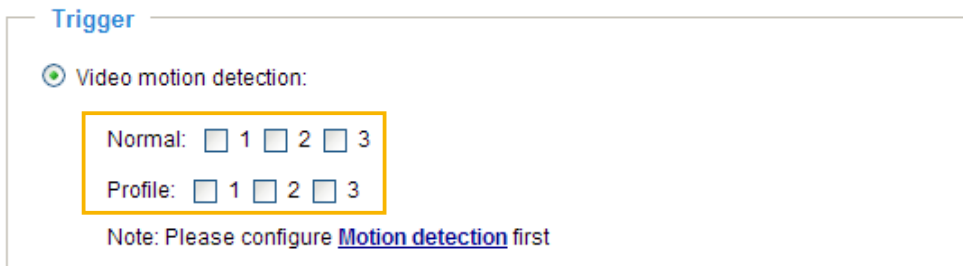 Trigger
Video motion detection:
Normal: 1 2 3
Profile: 1 2 3
Note: Please configure Motion detection first